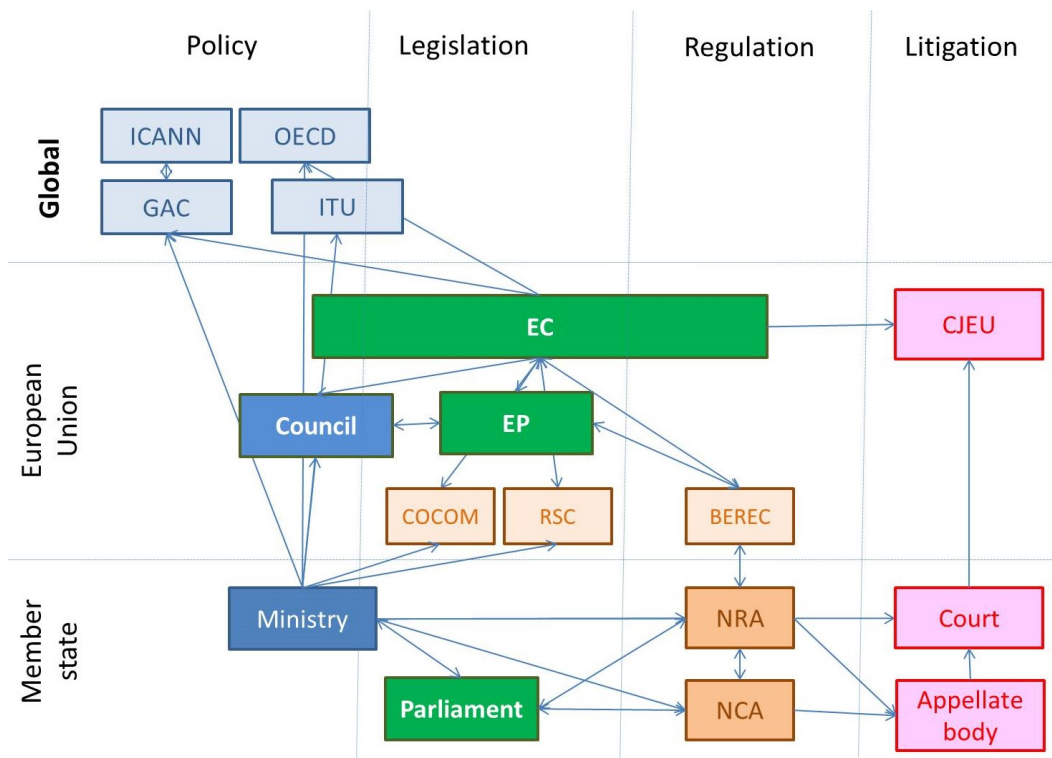 Policy
Legislation
Regulation
Litigation
Global
ICANN
OECD
GAC
ITU
European
Union
EC
CJEU
Council
EP
COCOM
RSC
BEREC
Member
state
Ministry
NRA
Court
Parliament
NCA
Appellate
body